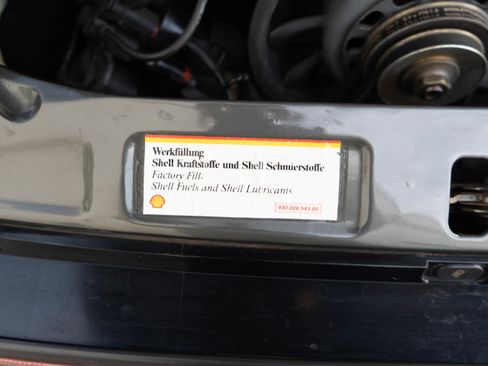 Werkfüllung
Shell Kraftstoffe und Shell Schmierstoffe
Factory Fill:
Shell Fuels and Shell Lubricants
930.006.543.00